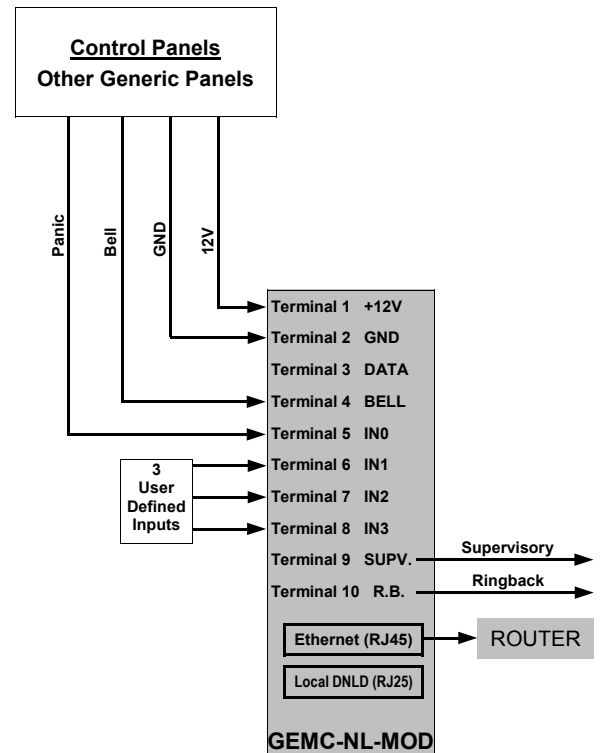 Control Panels
Other Generic Panels
Panic
Bell
GND
12V
Terminal 1 +12V
Terminal 2 GND
Terminal 3 DATA
Terminal 4 BELL
Terminal 5 IN0
Terminal 6 IN1
Terminal 7 IN2
Terminal 8 IN3
Terminal 9 SUPV.
Terminal 10 R.B.
3
User
Defined
Inputs
Supervisory
Ringback
Ethernet (RJ45)
ROUTER
Local DNLD (RJ25)
GEMC-NL-MOD